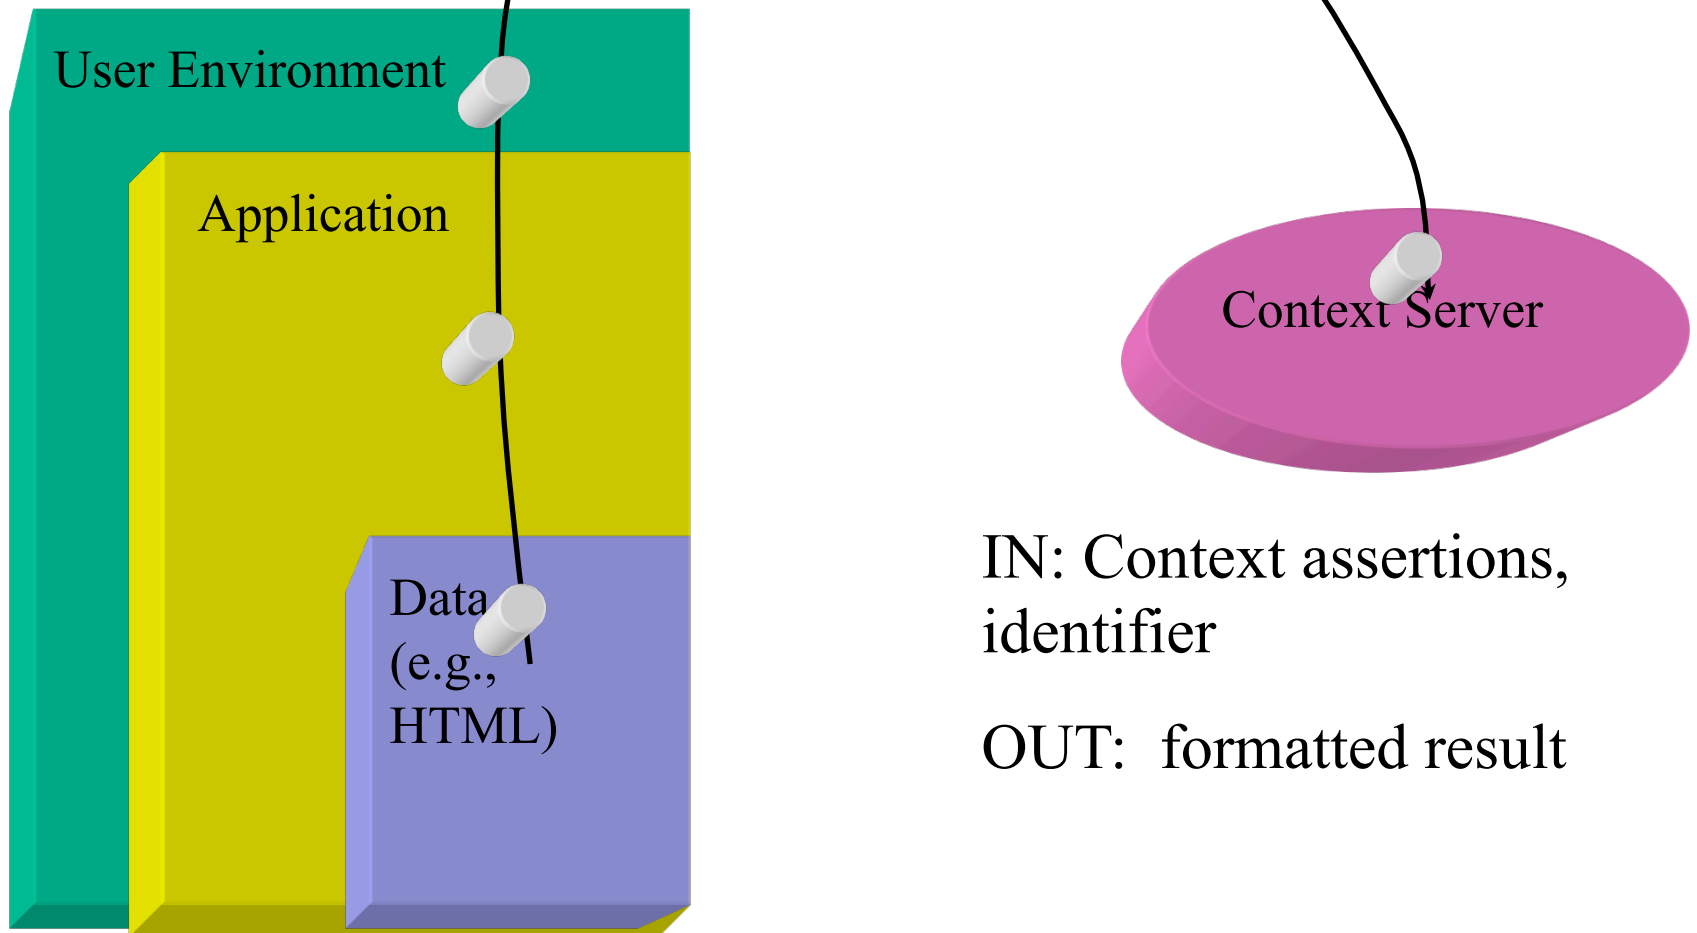 User Environment
Application
Data
(e.g.,
HTML)
Context Server
IN: Context assertions,
identifier
OUT:  formatted result